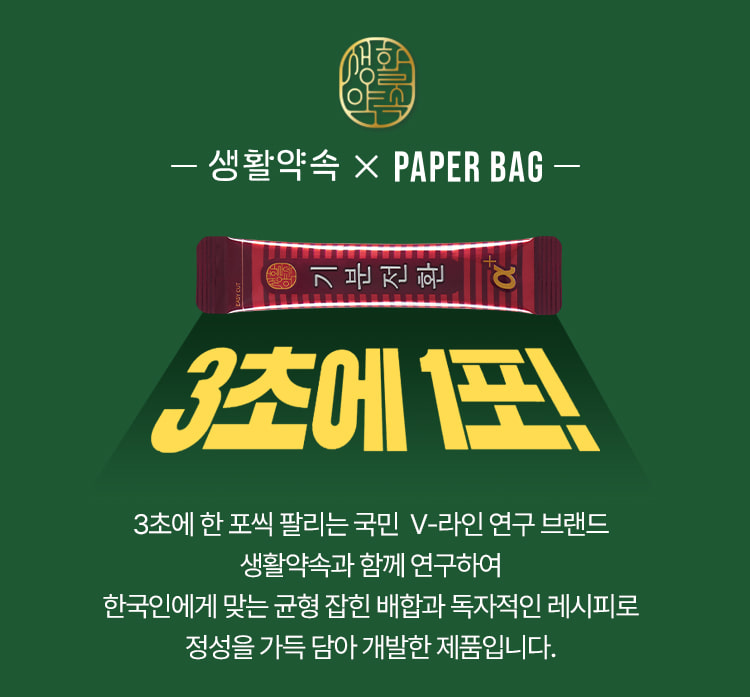 생활약속
생활약속 × PAPER BAG
생활약속
기분전환
α+
EASY CUT
3초에 1포!
3초에 한 포씩 팔리는 국민 V-라인 연구 브랜드
생활약속과 함께 연구하여
한국인에게 맞는 균형 잡힌 배합과 독자적인 레시피로
정성을 가득 담아 개발한 제품입니다.